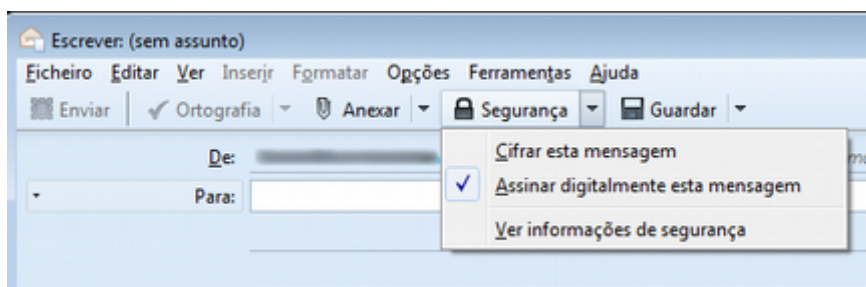 Escrever: (sem assunto)
Ficheiro Editar Ver Inserir Formatar Opções Ferramentas Ajuda
Enviar Ortografia Anexar Segurança Guardar
De:
Cifrar esta mensagem
Para:
Assinar digitalmente esta mensagem
Ver informações de segurança